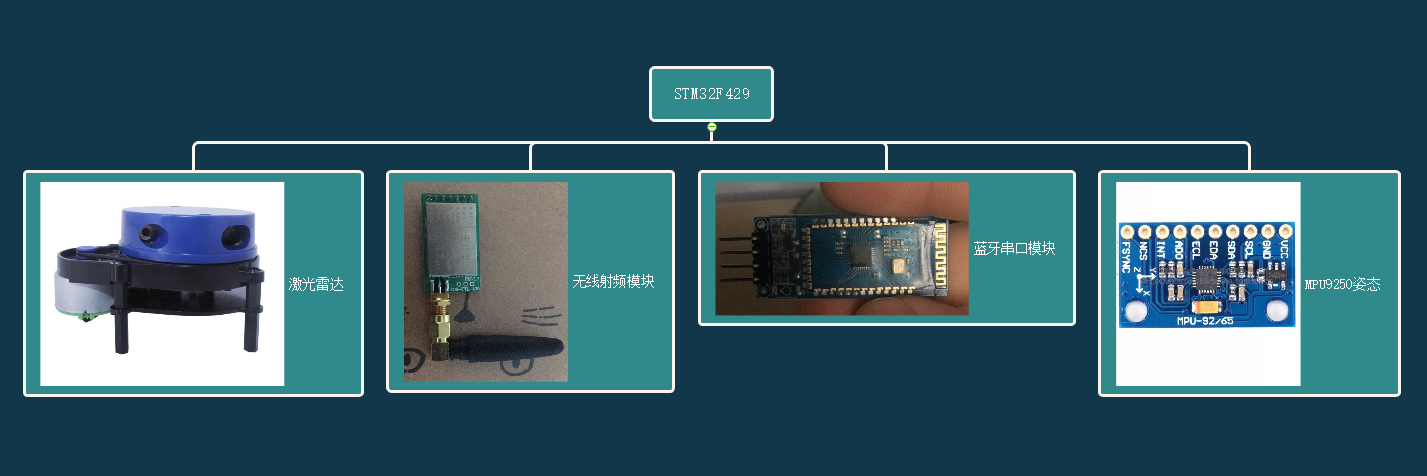 STM32F429
激光雷达
无线射频模块
蓝牙串口模块
VCC
GND
SCL
SDA
EDA
ECL
ADO
INT
NCS
FSYNC
Z
Y
X
MPU-92/65
MPU9250姿态